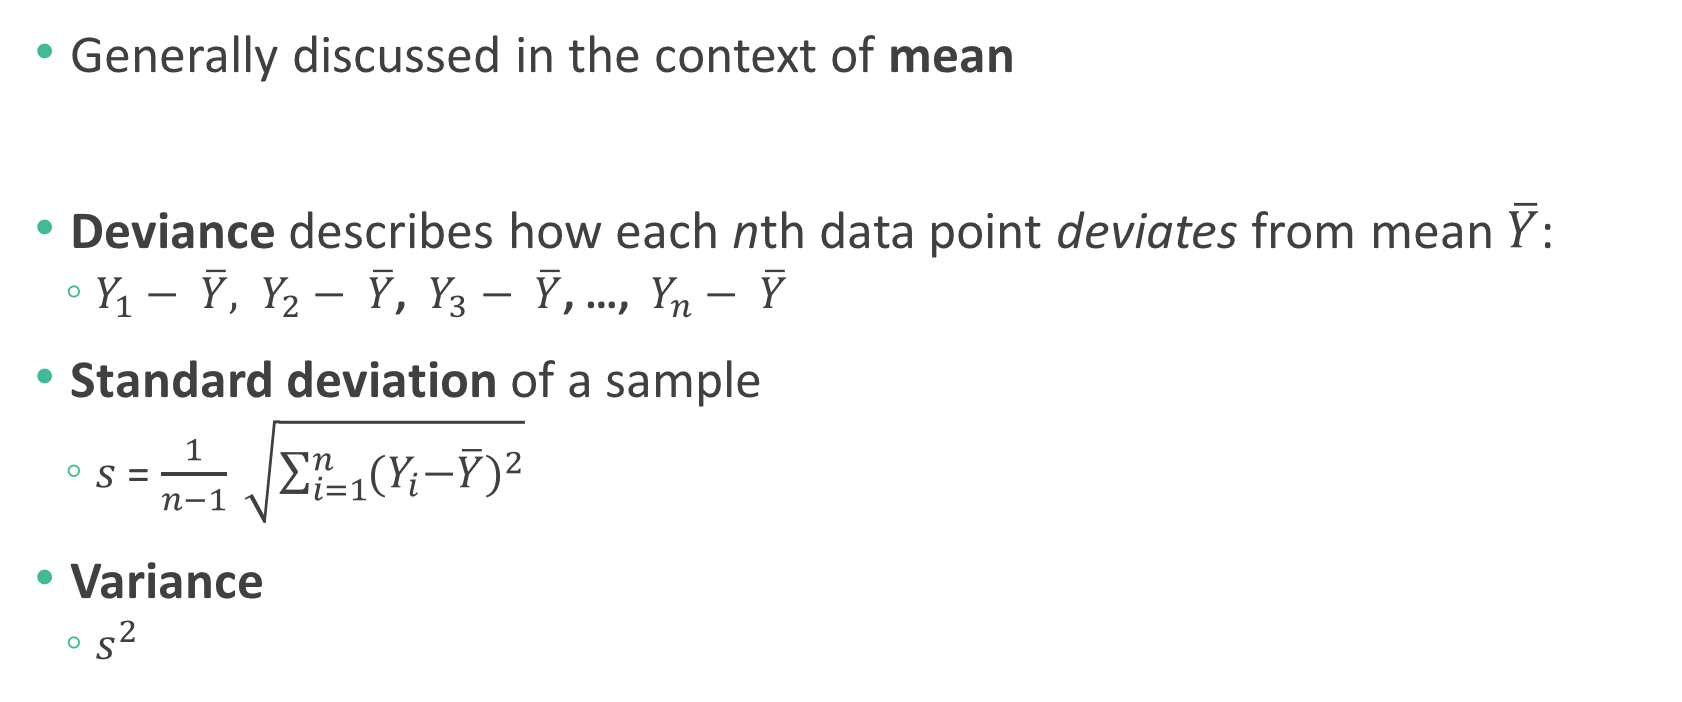 • Generally discussed in the context of mean
• Deviance describes how each nth data point deviates from mean Ȳ:
◦ Y₁ − Ȳ, Y₂ − Ȳ, Y₃ − Ȳ, …, Yₙ − Ȳ
• Standard deviation of a sample
◦ s = 1/(n−1) √(∑ⁿᵢ₌₁(Yᵢ−Ȳ)²)
• Variance
◦ s²